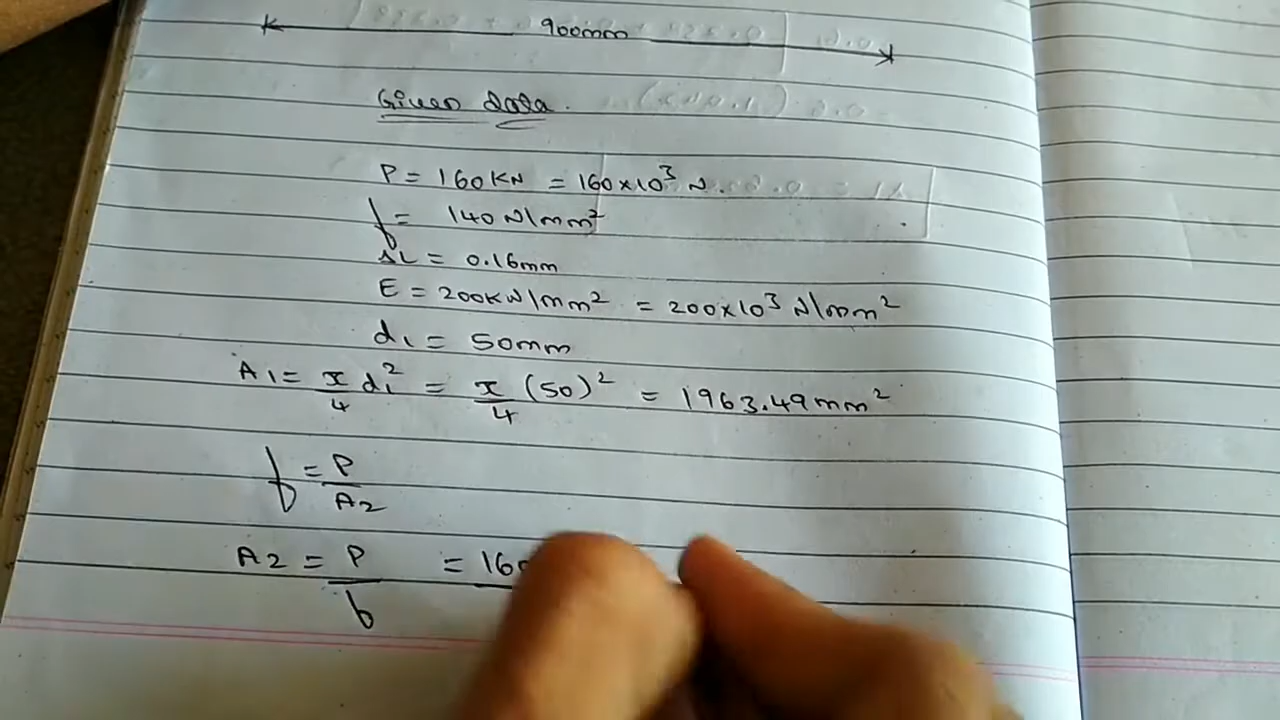 900mm
Given data.
P = 160KN = 160×10³ N.
f = 140 N/mm²
ΔL = 0.16mm
E = 200KN/mm² = 200×10³ N/mm²
d₁ = 50mm
A₁ = π/4 d₁² = π/4 (50)² = 1963.49mm²
f = P/A₂
A₂ = P/f = 160